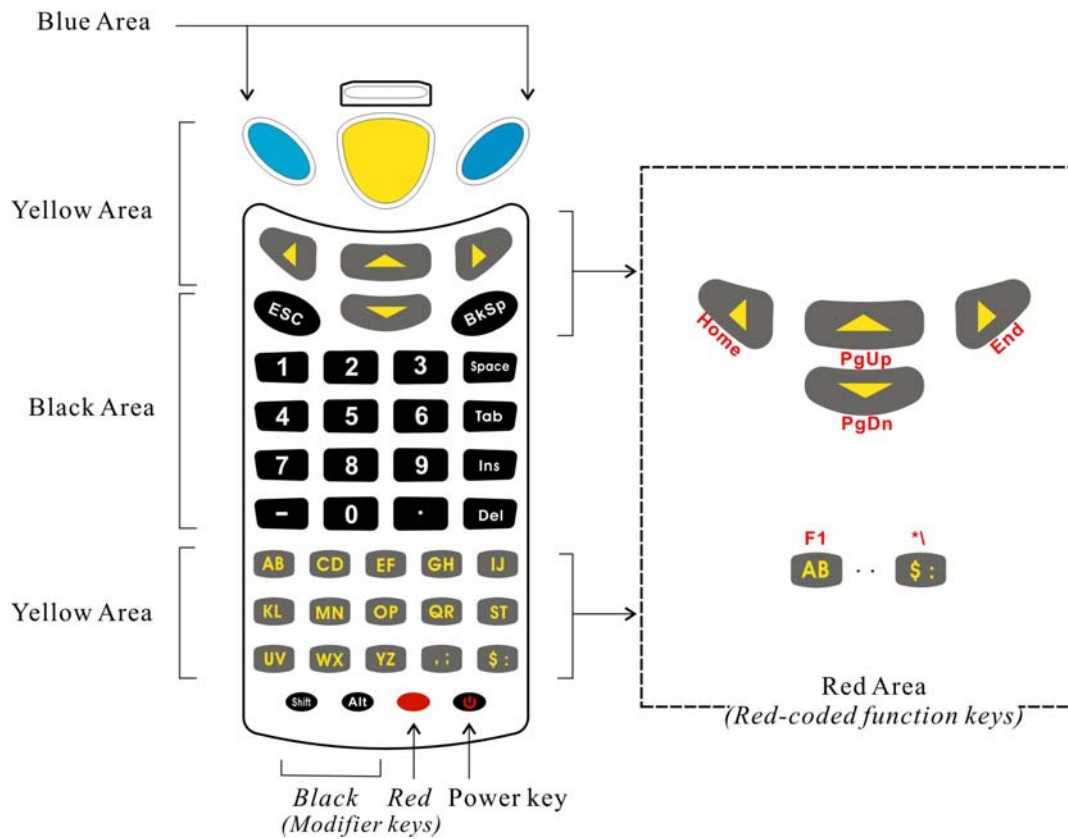 Blue Area
Yellow Area
ESC
BkSp
Black Area
1 2 3 Space
4 5 6 Tab
7 8 9 Ins
- 0 . Del
Yellow Area
AB CD EF GH IJ
KL MN OP QR ST
UV WX YZ , ; $ :
Shift Alt
Black Red Power key
(Modifier keys)
Home
PgUp
End
PgDn
F1 *\
AB . . $ :
Red Area
(Red-coded function keys)